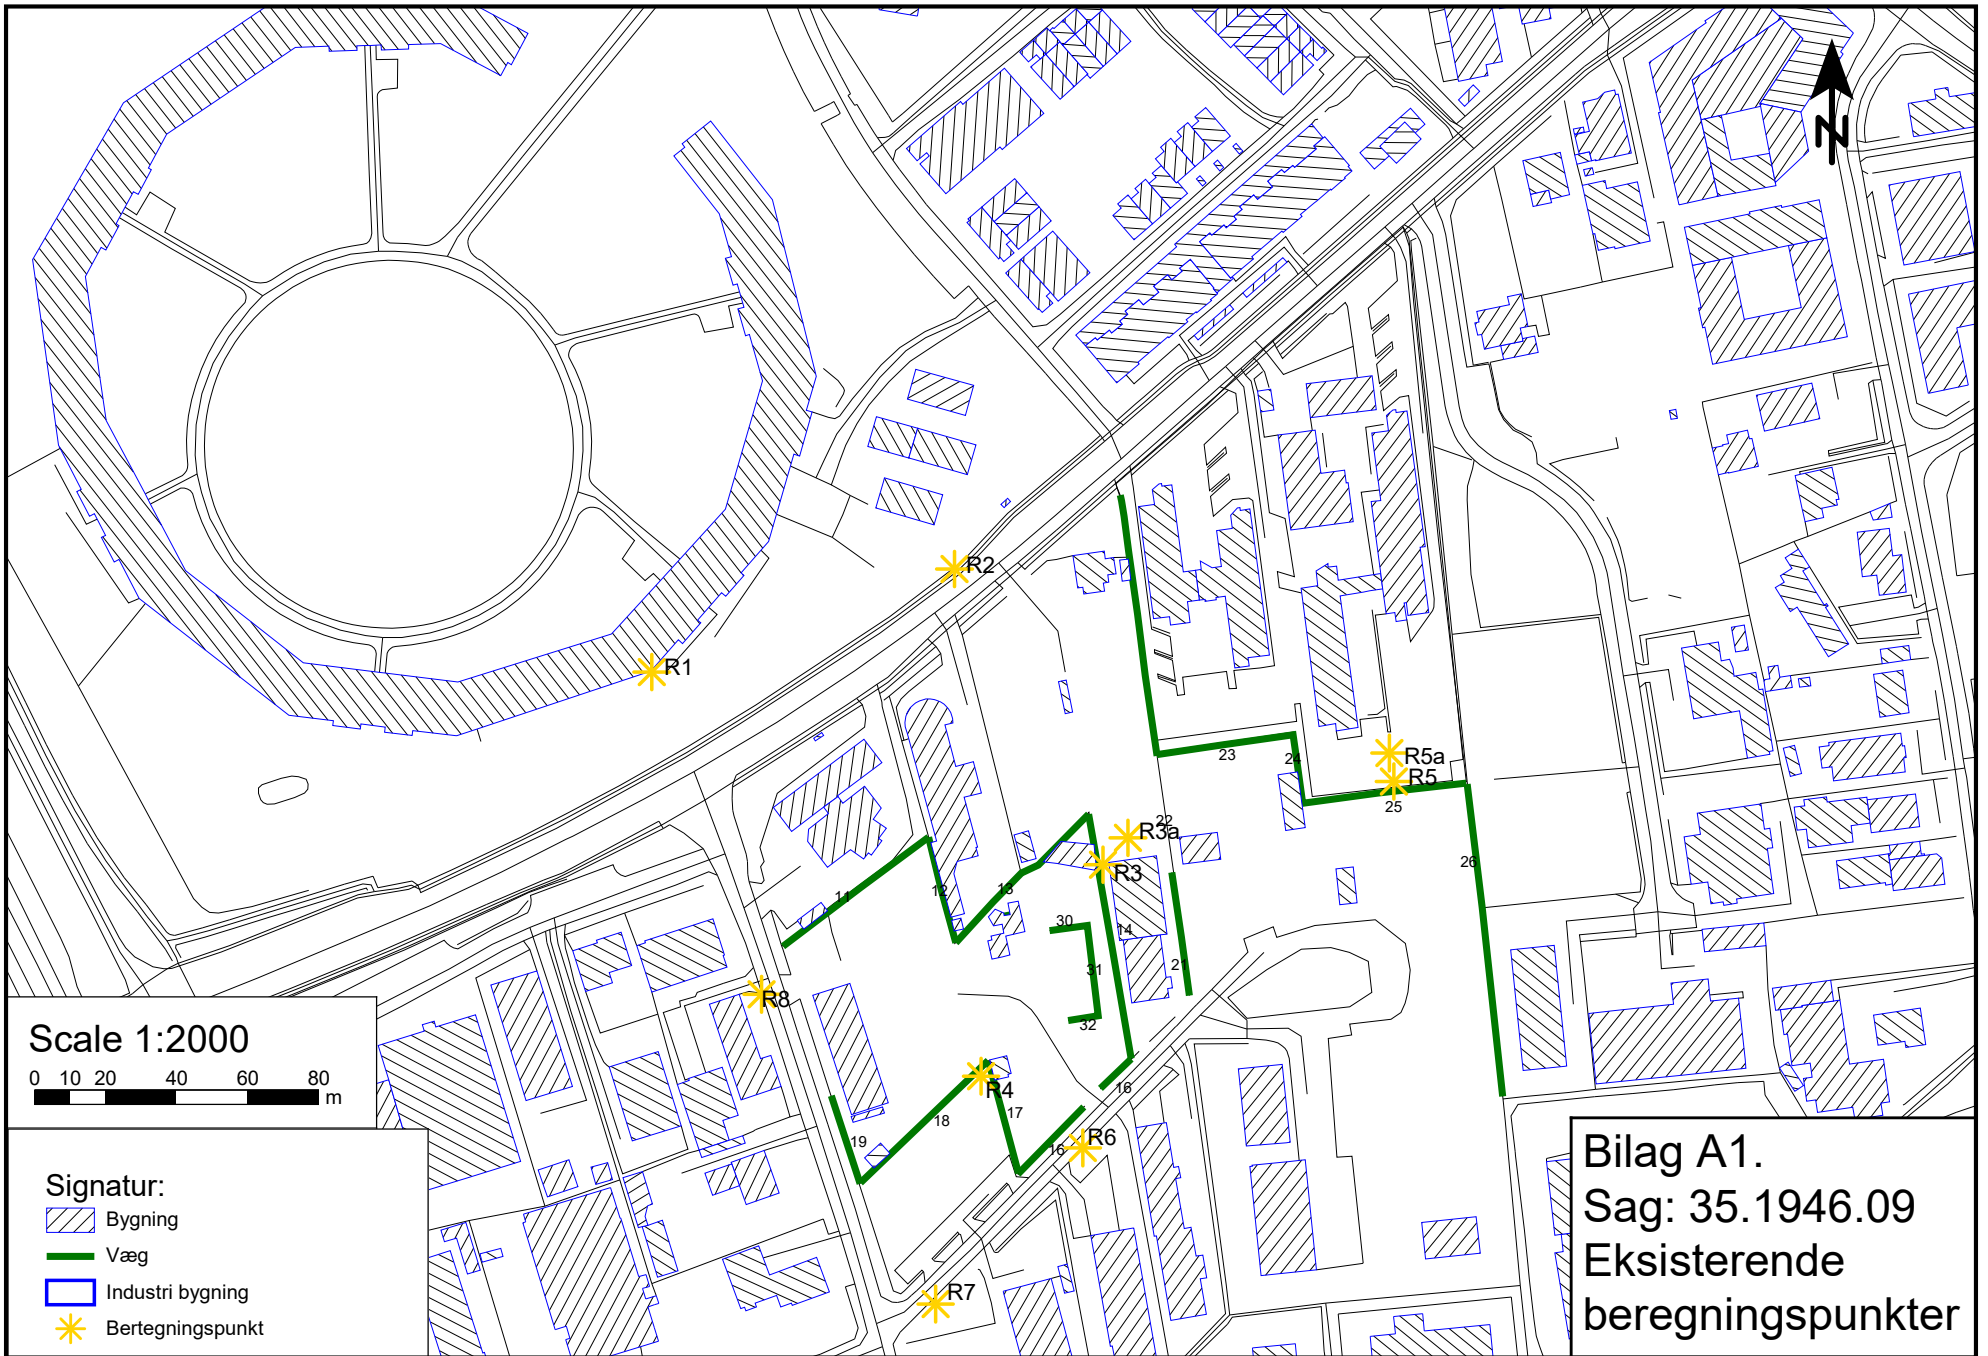 N
R2
R1
R5a
R5
23
24
25
22
R3a
R3
26
11
12
13
14
30
31
32
21
R8
R4
16
17
18
19
16
R6
R7
Scale 1:2000
0 10 20 40 60 80
m
Signatur:
Bygning
Væg
Industri bygning
Bertegningspunkt
Bilag A1.
Sag: 35.1946.09
Eksisterende
beregningspunkter